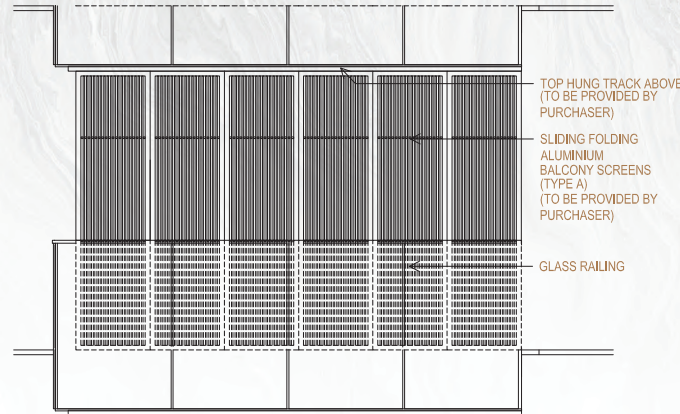 TOP HUNG TRACK ABOVE
(TO BE PROVIDED BY
PURCHASER)
SLIDING FOLDING
ALUMINIUM
BALCONY SCREENS
(TYPE A)
(TO BE PROVIDED BY
PURCHASER)
GLASS RAILING